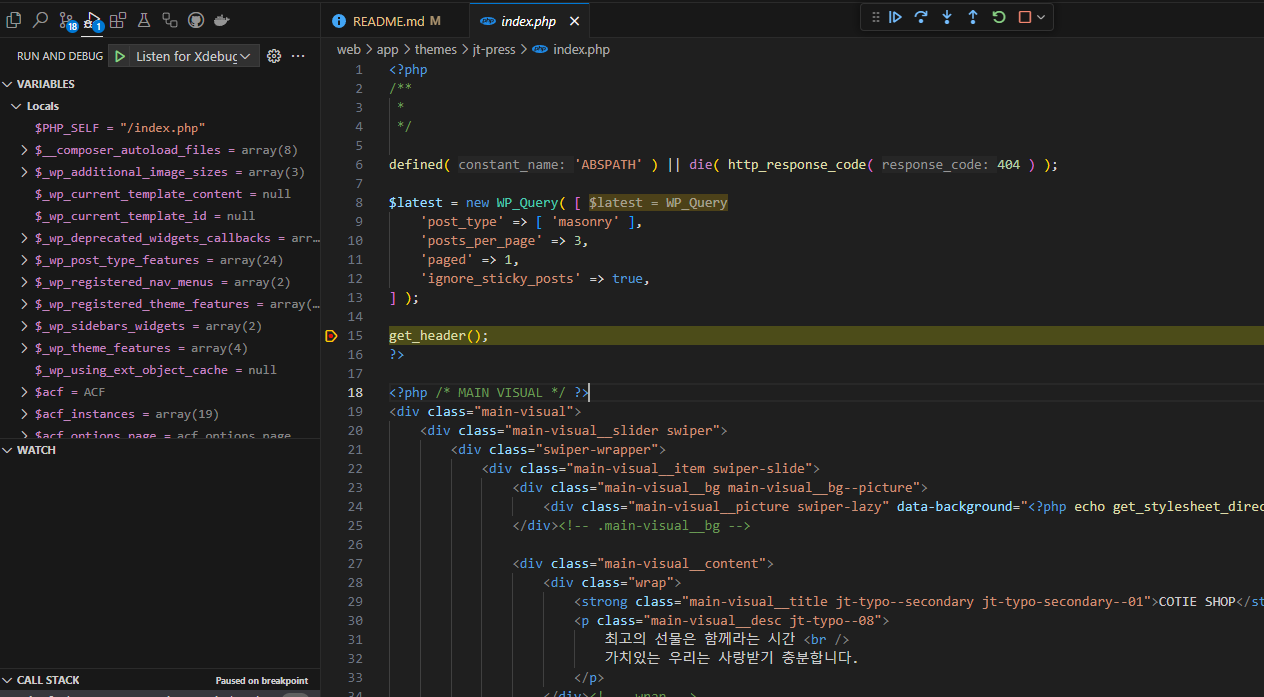 18
1
README.md M
index.php
RUN AND DEBUG
Listen for Xdebug
web > app > themes > jt-press > index.php
VARIABLES
Locals
$PHP_SELF = "/index.php"
$__composer_autoload_files = array(8)
$_wp_additional_image_sizes = array(3)
$_wp_current_template_content = null
$_wp_current_template_id = null
$_wp_deprecated_widgets_callbacks = arr…
$_wp_post_type_features = array(24)
$_wp_registered_nav_menus = array(2)
$_wp_registered_theme_features = array(…
$_wp_sidebars_widgets = array(2)
$_wp_theme_features = array(4)
$_wp_using_ext_object_cache = null
$acf = ACF
$acf_instances = array(19)
$acf_options_page = acf_options_page
WATCH
CALL STACK
Paused on breakpoint
1 <?php
2 /**
3 *
4 */
5
6 defined( constant_name: 'ABSPATH' ) || die( http_response_code( response_code: 404 ) );
7
8 $latest = new WP_Query( [ $latest = WP_Query
9 'post_type' => [ 'masonry' ],
10 'posts_per_page' => 3,
11 'paged' => 1,
12 'ignore_sticky_posts' => true,
13 ] );
14
15 get_header();
16 ?>
17
18 <?php /* MAIN VISUAL */ ?>
19 <div class="main-visual">
20 <div class="main-visual__slider swiper">
21 <div class="swiper-wrapper">
22 <div class="main-visual__item swiper-slide">
23 <div class="main-visual__bg main-visual__bg--picture">
24 <div class="main-visual__picture swiper-lazy" data-background="<?php echo get_stylesheet_direc
25 </div><!-- .main-visual__bg -->
26
27 <div class="main-visual__content">
28 <div class="wrap">
29 <strong class="main-visual__title jt-typo--secondary jt-typo-secondary--01">COTIE SHOP</st
30 <p class="main-visual__desc jt-typo--08">
31 최고의 선물은 함께라는 시간 <br />
32 가치있는 우리는 사랑받기 충분합니다.
33 </p>
34 </div><!-- .wrap -->